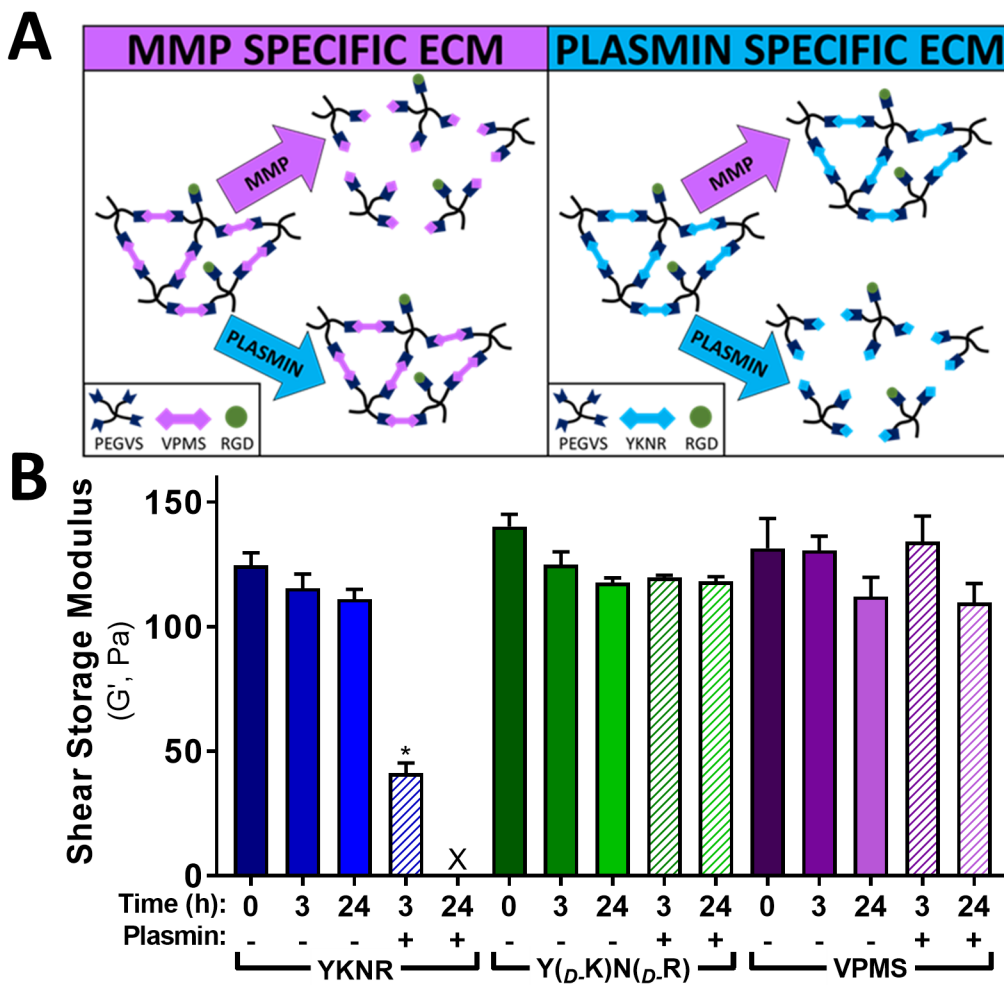 A
MMP SPECIFIC ECM
PLASMIN SPECIFIC ECM
MMP
PLASMIN
PEGVS VPMS RGD
MMP
PLASMIN
PEGVS YKNR RGD
B
Shear Storage Modulus
(G', Pa)
150
100
50
0
*
X
Time (h): 0 3 24 3 24 0 3 24 3 24 0 3 24 3 24
Plasmin: - - - + + - - - + + - - - + +
YKNR Y(D-K)N(D-R) VPMS